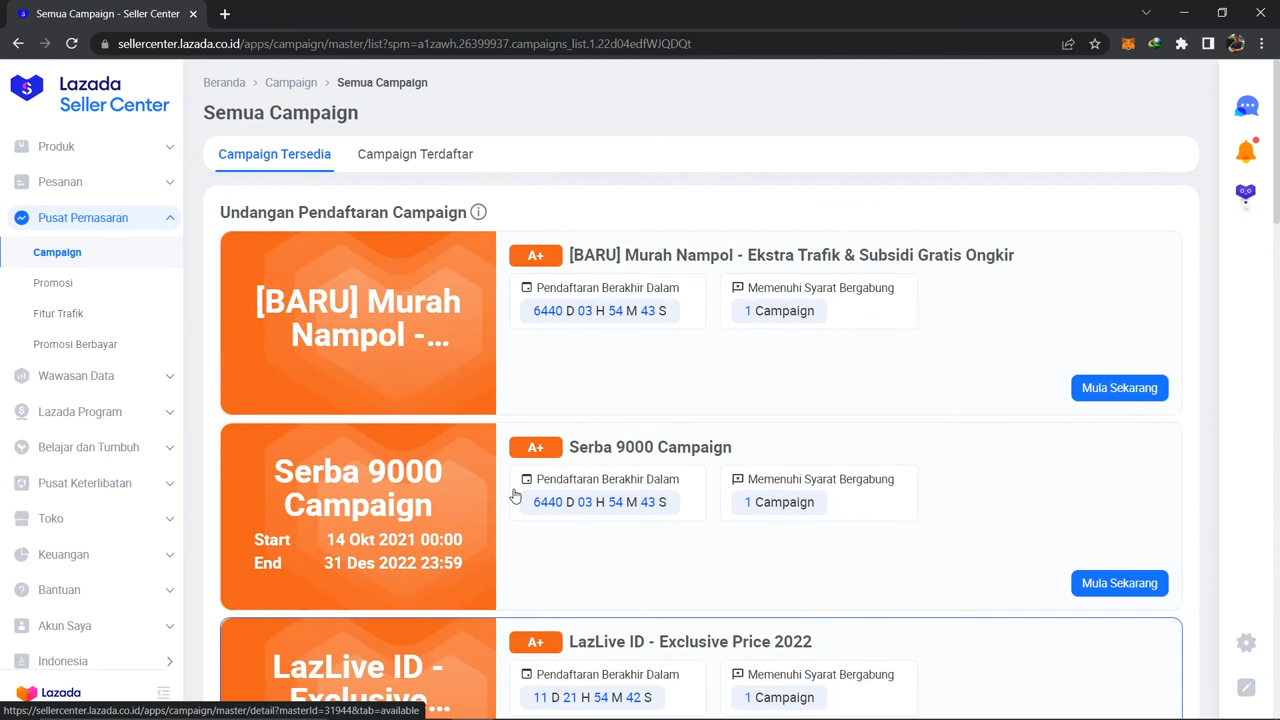 Semua Campaign - Seller Center
sellercenter.lazada.co.id/apps/campaign/master/list?spm=a1zawh.26399937.campaigns_list.1.22d04edfWJQDQt
Lazada
Seller Center
Produk
Pesanan
Pusat Pemasaran
Campaign
Promosi
Fitur Trafik
Promosi Berbayar
Wawasan Data
Lazada Program
Belajar dan Tumbuh
Pusat Keterlibatan
Toko
Keuangan
Bantuan
Akun Saya
Indonesia
Lazada
Beranda > Campaign > Semua Campaign
Semua Campaign
Campaign Tersedia Campaign Terdaftar
Undangan Pendaftaran Campaign
[BARU] Murah
Nampol -...
A+ [BARU] Murah Nampol - Ekstra Trafik & Subsidi Gratis Ongkir
Pendaftaran Berakhir Dalam Memenuhi Syarat Bergabung
6440 D 03 H 54 M 43 S 1 Campaign
Mula Sekarang
Serba 9000
Campaign
Start 14 Okt 2021 00:00
End 31 Des 2022 23:59
A+ Serba 9000 Campaign
Pendaftaran Berakhir Dalam Memenuhi Syarat Bergabung
6440 D 03 H 54 M 43 S 1 Campaign
Mula Sekarang
LazLive ID -
Exclusive...
A+ LazLive ID - Exclusive Price 2022
Pendaftaran Berakhir Dalam Memenuhi Syarat Bergabung
11 D 21 H 54 M 42 S 1 Campaign
https://sellercenter.lazada.co.id/apps/campaign/master/detail?masterId=31944&tab=available